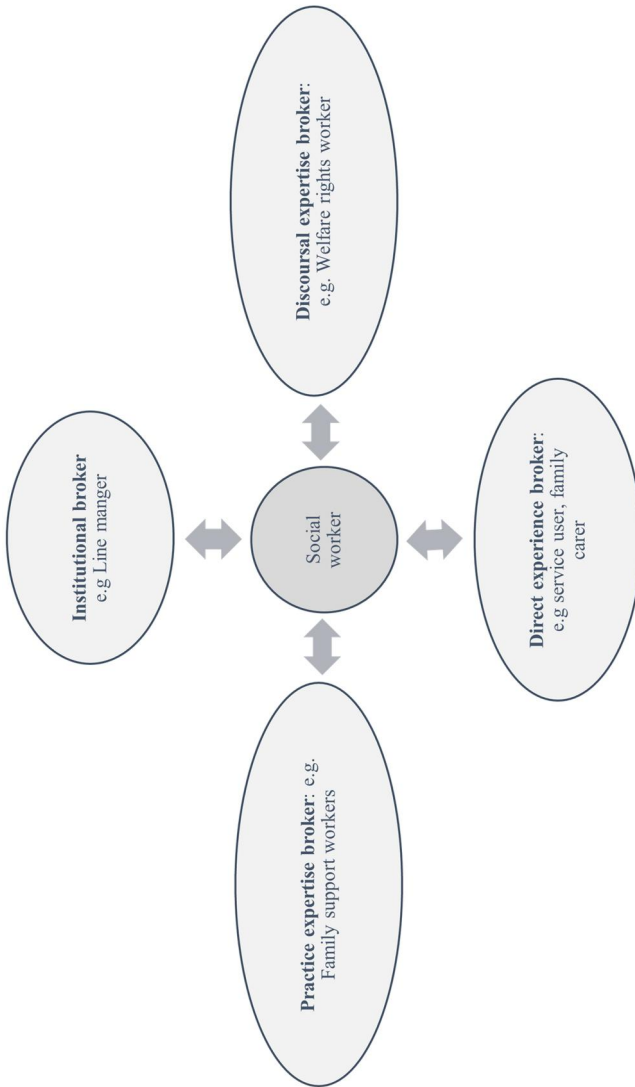 Institutional broker
e.g Line manger
Practice expertise broker: e.g.
Family support workers
Social
worker
Discoursal expertise broker:
e.g. Welfare rights worker
Direct experience broker:
e.g service user, family
carer